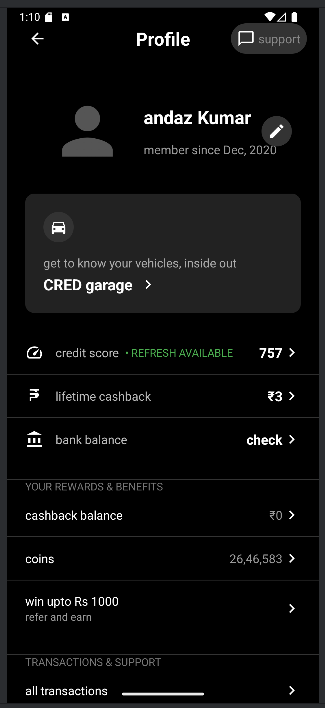 1:10
Profile
support
andaz Kumar
member since Dec, 2020
get to know your vehicles, inside out
CRED garage
credit score • REFRESH AVAILABLE 757
lifetime cashback ₹3
bank balance check
YOUR REWARDS & BENEFITS
cashback balance ₹0
coins 26,46,583
win upto Rs 1000
refer and earn
TRANSACTIONS & SUPPORT
all transactions